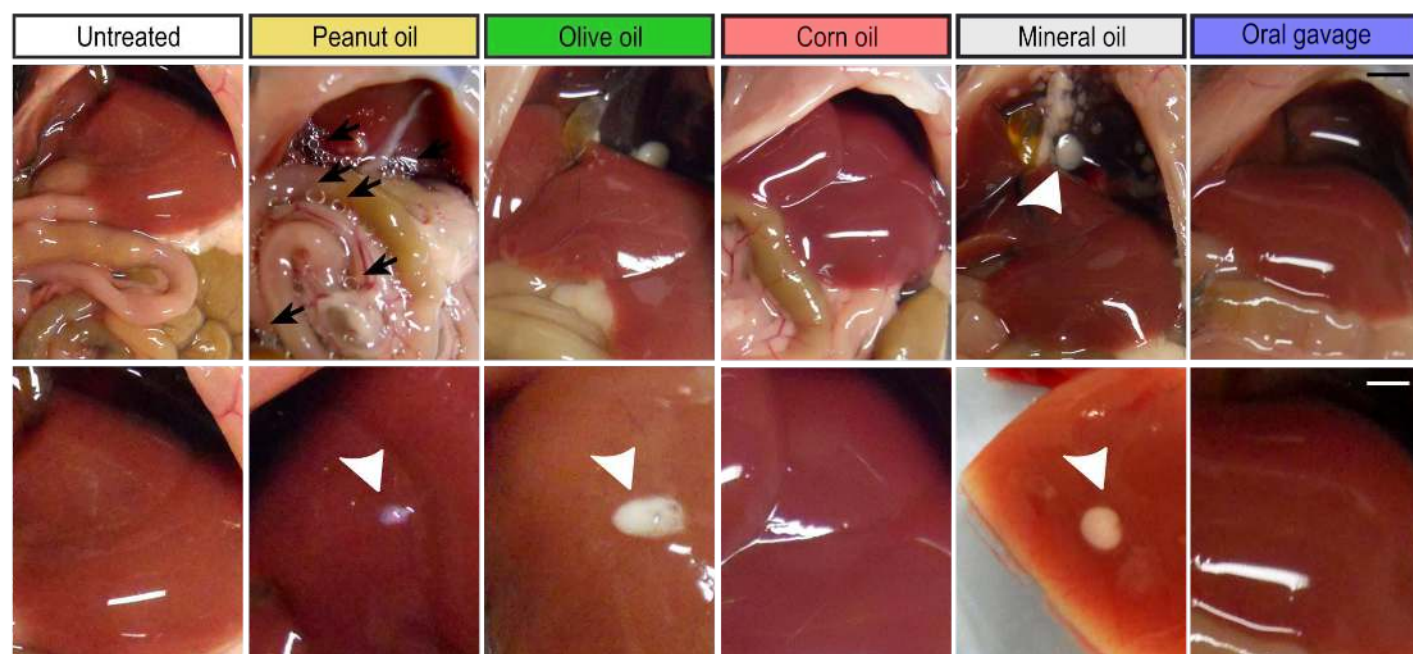 Untreated
Peanut oil
Olive oil
Corn oil
Mineral oil
Oral gavage